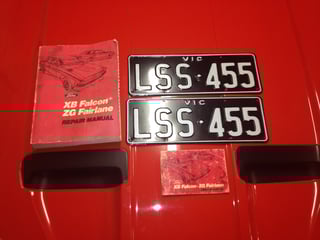 XB Falcon
ZG Fairlane
REPAIR MANUAL
VIC
LSS·455
VIC
LSS·455
XB Falcon · ZG Fairlane